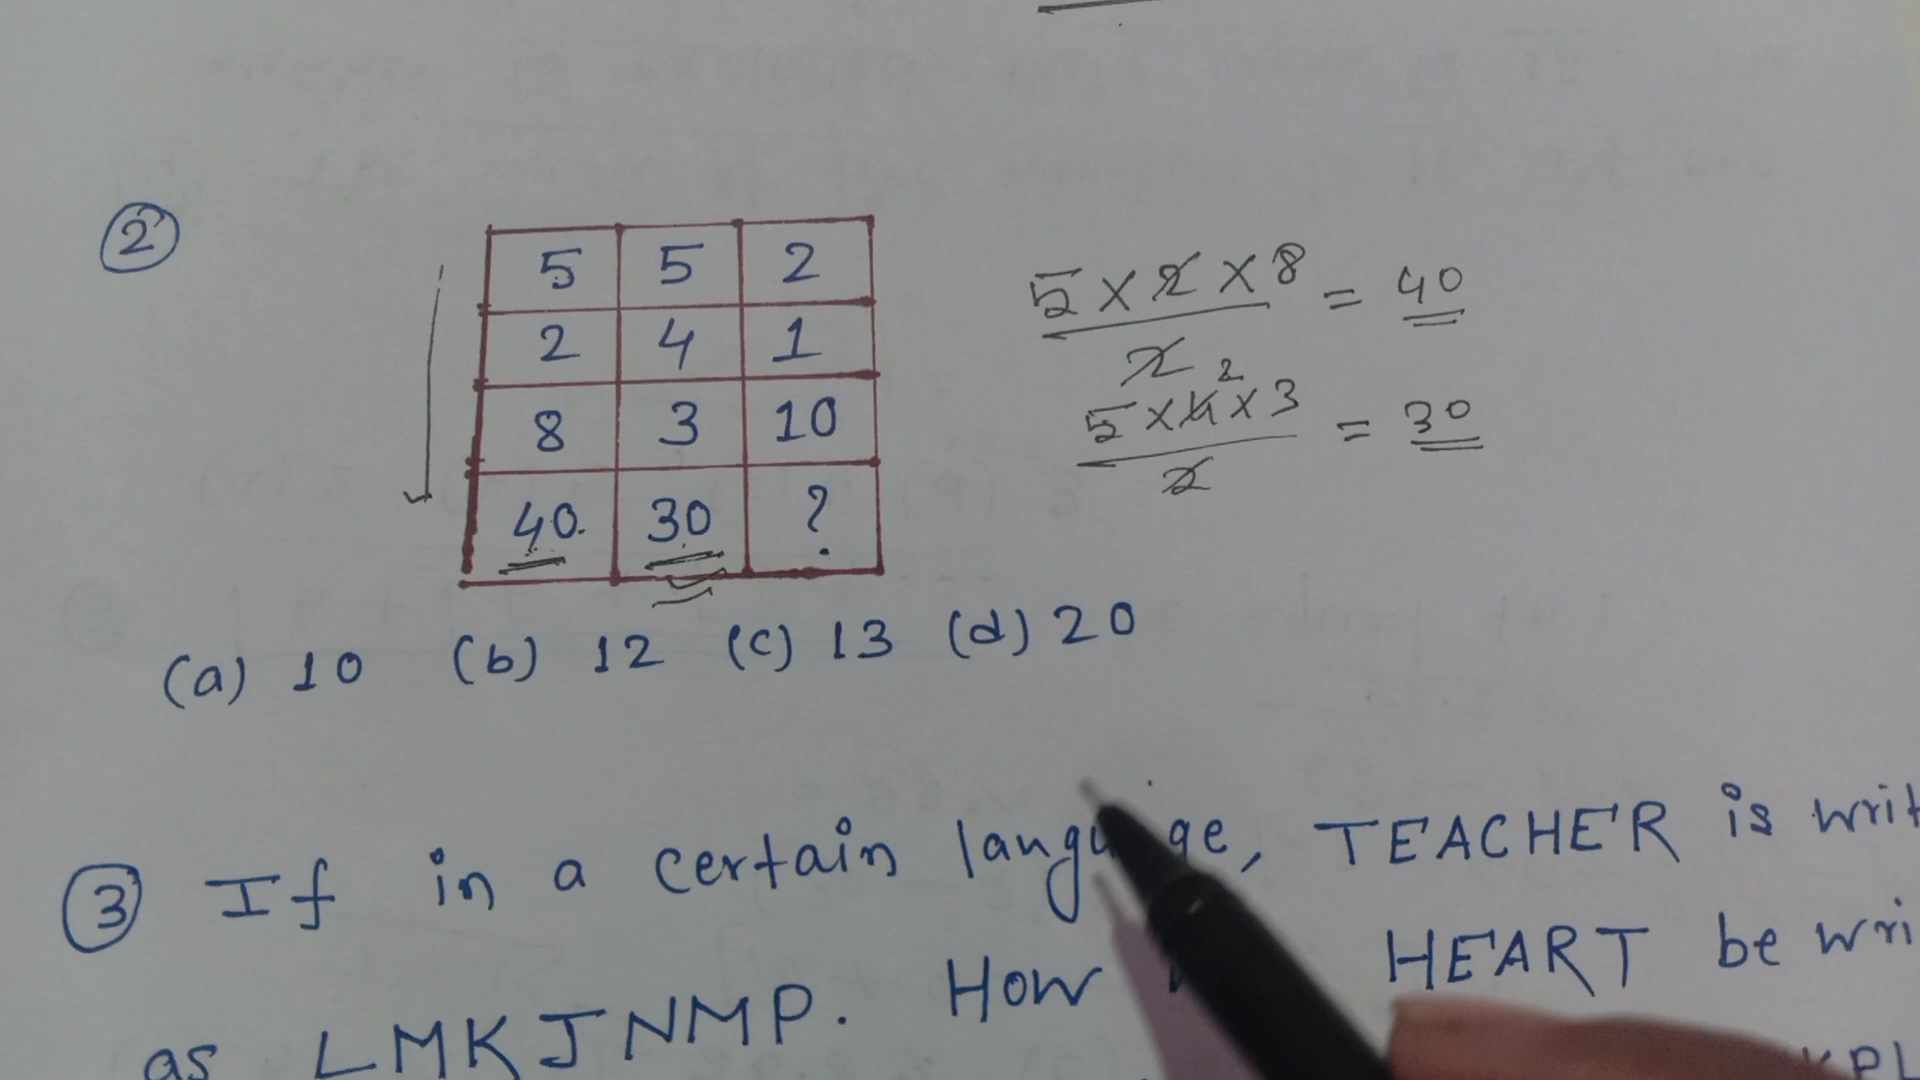 2
5 5 2
2 4 1
8 3 10
40 30 ?
5 × 2 × 8 = 40
2
2
5 × 4 × 3 = 30
2
(a) 10 (b) 12 (c) 13 (d) 20
3 If in a certain language, TEACHER is writ
as LMKJNMP. How HEART be wri